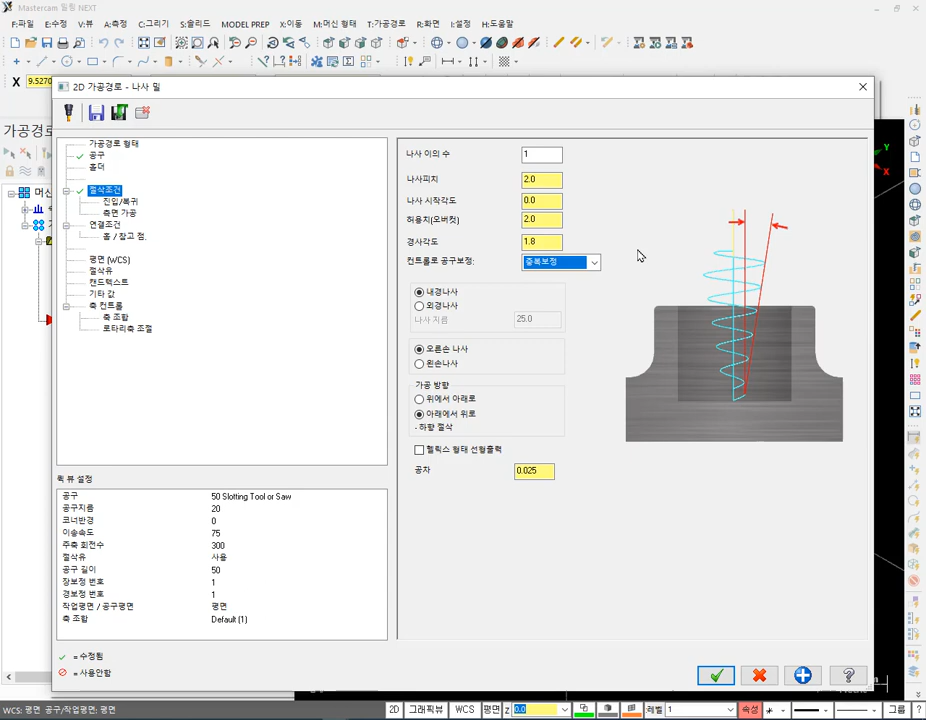 Mastercam 밀링 NEXT
F:파일 E:수정 V:뷰 A:측정 C:그리기 S:솔리드 MODEL PREP X:이동 M:머신 형태 T:가공경로 R:화면 I:설정 H:도움말
X 9.5270
2D 가공경로 - 나사 밀
가공경로
머신
가공경로 형태
공구
홀더
절삭조건
진입/복귀
측면 가공
연결조건
홈 / 참고 점.
평면 (WCS)
절삭유
캔드텍스트
기타 값
축 컨트롤
축 조합
로타리축 조절
나사 이의 수 1
나사피치 2.0
나사 시작각도 0.0
허용치(오버컷) 2.0
경사각도 1.8
컨트롤로 공구보정: 중복보정
내경나사
외경나사
나사 지름 25.0
오른손 나사
왼손나사
가공 방향
위에서 아래로
아래에서 위로
- 하향 절삭
헬릭스 형태 선형출력
공차 0.025
퀵 뷰 설정
공구 50 Slotting Tool or Saw
공구지름 20
코너반경 0
이송속도 75
주축 회전수 300
절삭유 사용
공구 길이 50
장보정 번호 1
경보정 번호 1
작업평면 / 공구평면 평면
축 조합 Default (1)
= 수정됨
= 사용안함
Y
X
WCS: 평면 공구/작업평면: 평면
2D 그래픽뷰 WCS 평면 Z 0.0 레벨 1 속성 그룹